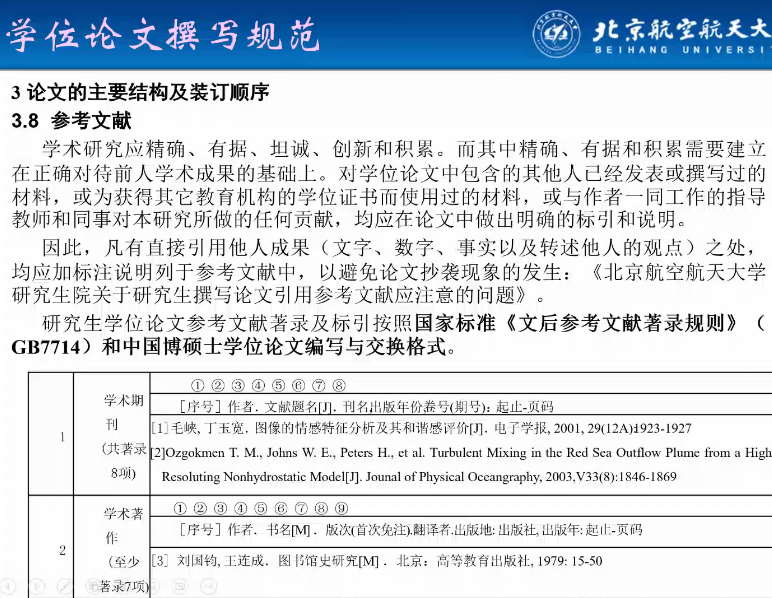 学位论文撰写规范
北京航空航天大
BEIHANG UNIVERSIT
3 论文的主要结构及装订顺序
3.8 参考文献
学术研究应精确、有据、坦诚、创新和积累。而其中精确、有据和积累需要建立
在正确对待前人学术成果的基础上。对学位论文中包含的其他人已经发表或撰写过的
材料，或为获得其它教育机构的学位证书而使用过的材料，或与作者一同工作的指导
教师和同事对本研究所做的任何贡献，均应在论文中做出明确的标引和说明。
因此，凡有直接引用他人成果（文字、数字、事实以及转述他人的观点）之处，
均应加标注说明列于参考文献中，以避免论文抄袭现象的发生：《北京航空航天大学
研究生院关于研究生撰写论文引用参考文献应注意的问题》。
研究生学位论文参考文献著录及标引按照国家标准《文后参考文献著录规则》（
GB7714）和中国博硕士学位论文编写与交换格式。
1
学术期
刊
(共著录
8项)
①②③④⑤⑥⑦⑧
［序号］作者．文献题名[J]．刊名出版年份卷号(期号)：起止-页码
[1]毛峡, 丁玉宽．图像的情感特征分析及其和谐感评价[J]．电子学报, 2001, 29(12A):1923-1927
[2]Ozgokmen T. M., Johns W. E., Peters H., et al. Turbulent Mixing in the Red Sea Outflow Plume from a High
Resoluting Nonhydrostatic Model[J]. Jounal of Physical Oceangraphy, 2003,V33(8):1846-1869
2
学术著
作
（至少
著录7项)
①②③④⑤⑥⑦⑧⑨
［序号］作者．书名[M]．版次(首次免注).翻译者.出版地: 出版社, 出版年: 起止-页码
[3] 刘国钧, 王连成．图书馆史研究[M]．北京：高等教育出版社, 1979: 15-50